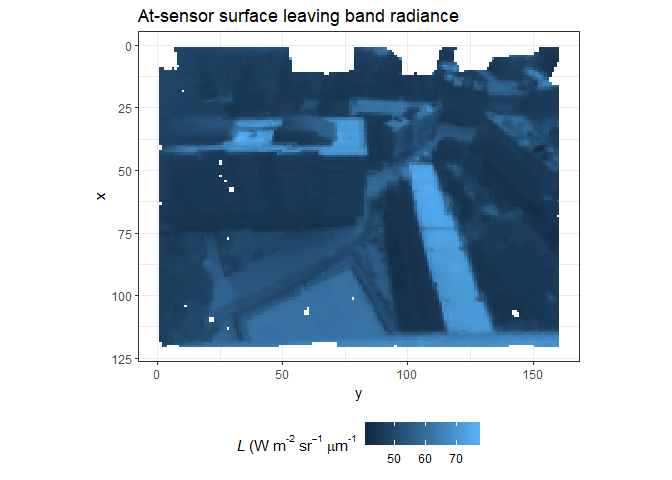 At-sensor surface leaving band radiance
0
25
50
75
100
125
x
0 50 100 150
y
L (W m⁻² sr⁻¹ μm⁻¹
50 60 70